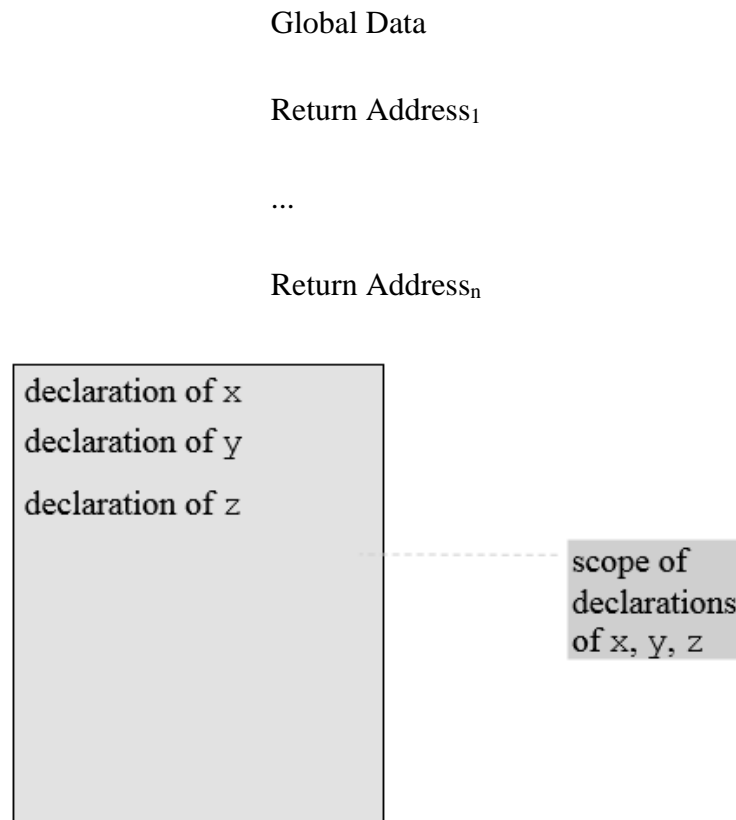 Global Data
Return Address₁
...
Return Addressₙ
declaration of x
declaration of y
declaration of z
scope of
declarations
of x, y, z